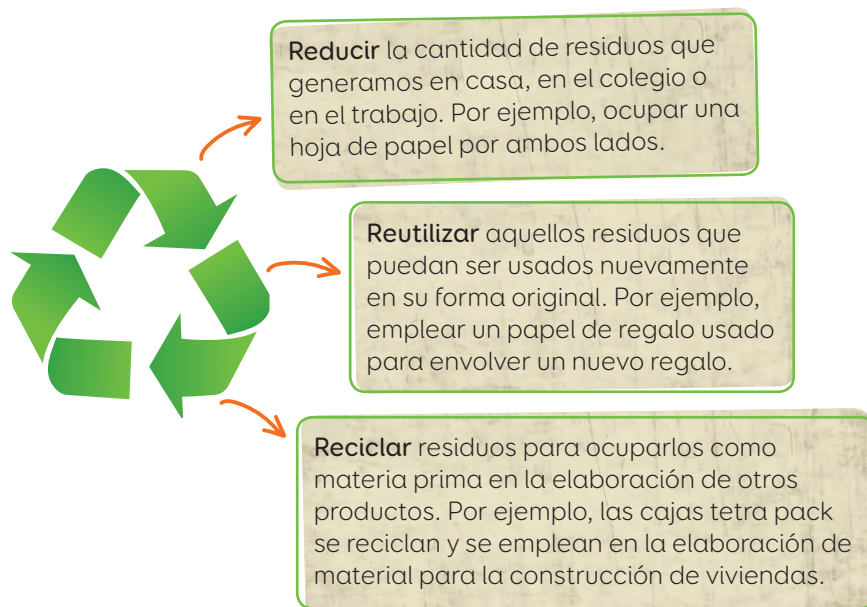 Reducir la cantidad de residuos que
generamos en casa, en el colegio o
en el trabajo. Por ejemplo, ocupar una
hoja de papel por ambos lados.
Reutilizar aquellos residuos que
puedan ser usados nuevamente
en su forma original. Por ejemplo,
emplear un papel de regalo usado
para envolver un nuevo regalo.
Reciclar residuos para ocuparlos como
materia prima en la elaboración de otros
productos. Por ejemplo, las cajas tetra pack
se reciclan y se emplean en la elaboración de
material para la construcción de viviendas.